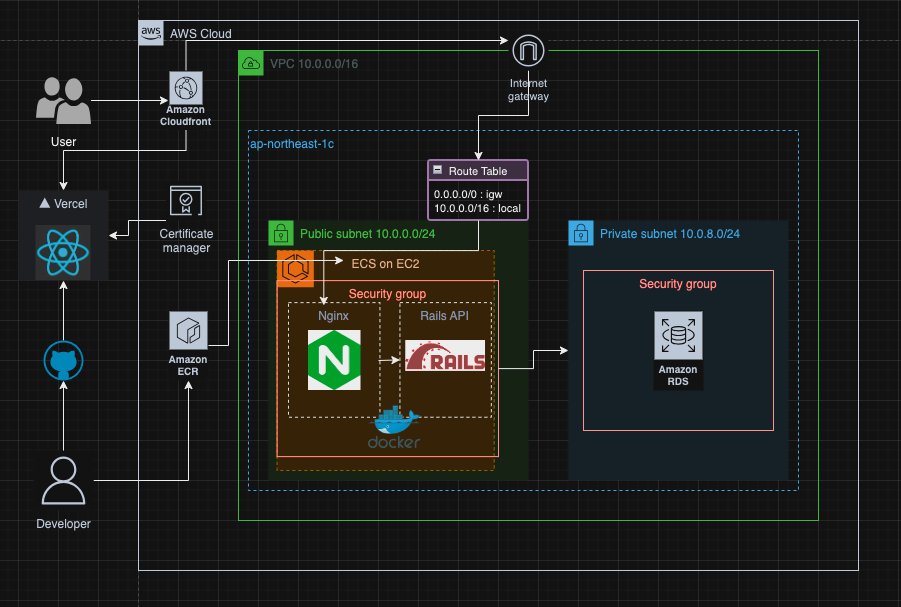 aws
AWS Cloud
VPC 10.0.0.0/16
Internet
gateway
Amazon
Cloudfront
User
ap-northeast-1c
Route Table
0.0.0.0/0 : igw
10.0.0.0/16 : local
Vercel
Certificate
manager
Public subnet 10.0.0.0/24
Private subnet 10.0.8.0/24
ECS on EC2
Security group
Security group
Nginx
Rails API
N
RAILS
Amazon
ECR
Amazon
RDS
docker
Developer